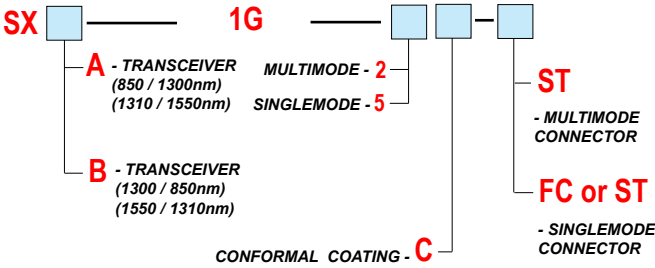 SX 1G -
A - TRANSCEIVER
(850 / 1300nm)
(1310 / 1550nm)
B - TRANSCEIVER
(1300 / 850nm)
(1550 / 1310nm)
MULTIMODE - 2
SINGLEMODE - 5
CONFORMAL COATING - C
ST
- MULTIMODE
CONNECTOR
FC or ST
- SINGLEMODE
CONNECTOR